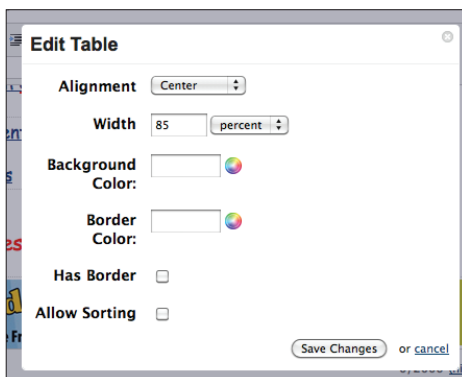 Edit Table
Alignment Center
Width 85 percent
Background
Color:
Border
Color:
Has Border
Allow Sorting
Save Changes or cancel